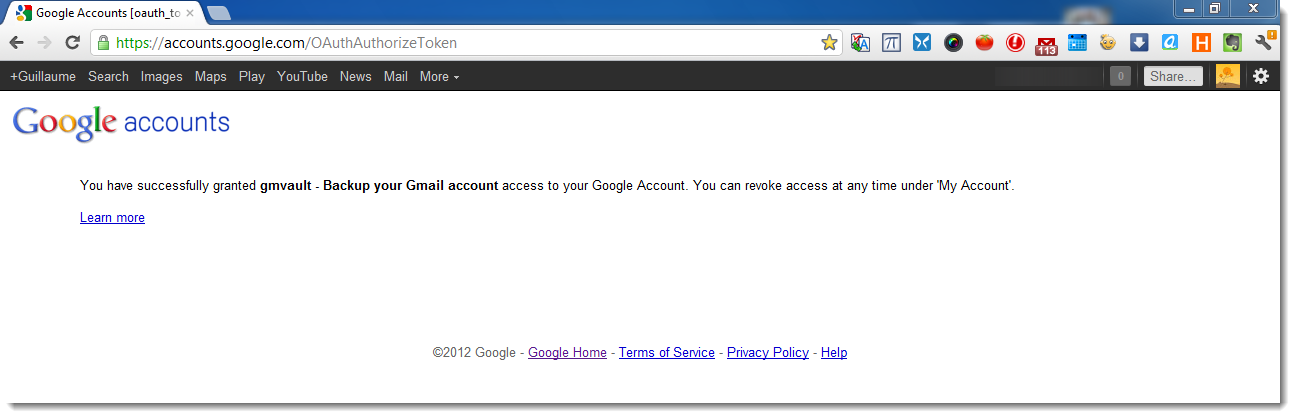 Google Accounts [oauth_to
https://accounts.google.com/OAuthAuthorizeToken
113
+Guillaume Search Images Maps Play YouTube News Mail More
0 Share...
Google accounts
You have successfully granted gmvault - Backup your Gmail account access to your Google Account. You can revoke access at any time under 'My Account'.
Learn more
©2012 Google - Google Home - Terms of Service - Privacy Policy - Help